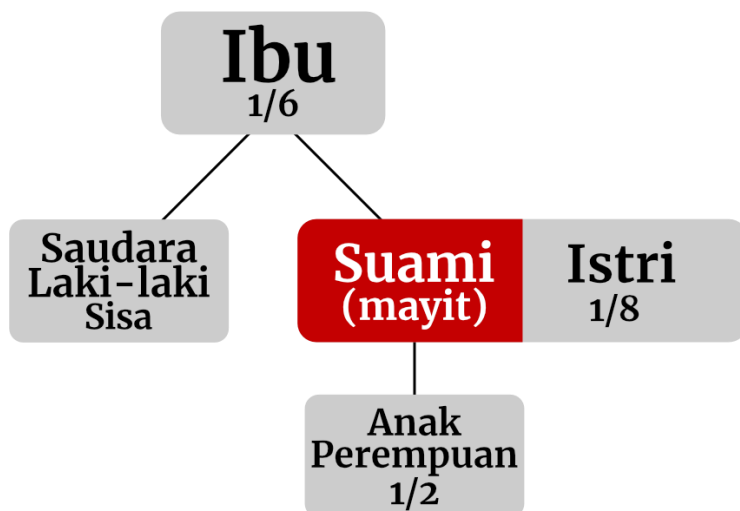 Ibu
1/6
Saudara
Laki-laki
Sisa
Suami
(mayit)
Istri
1/8
Anak
Perempuan
1/2